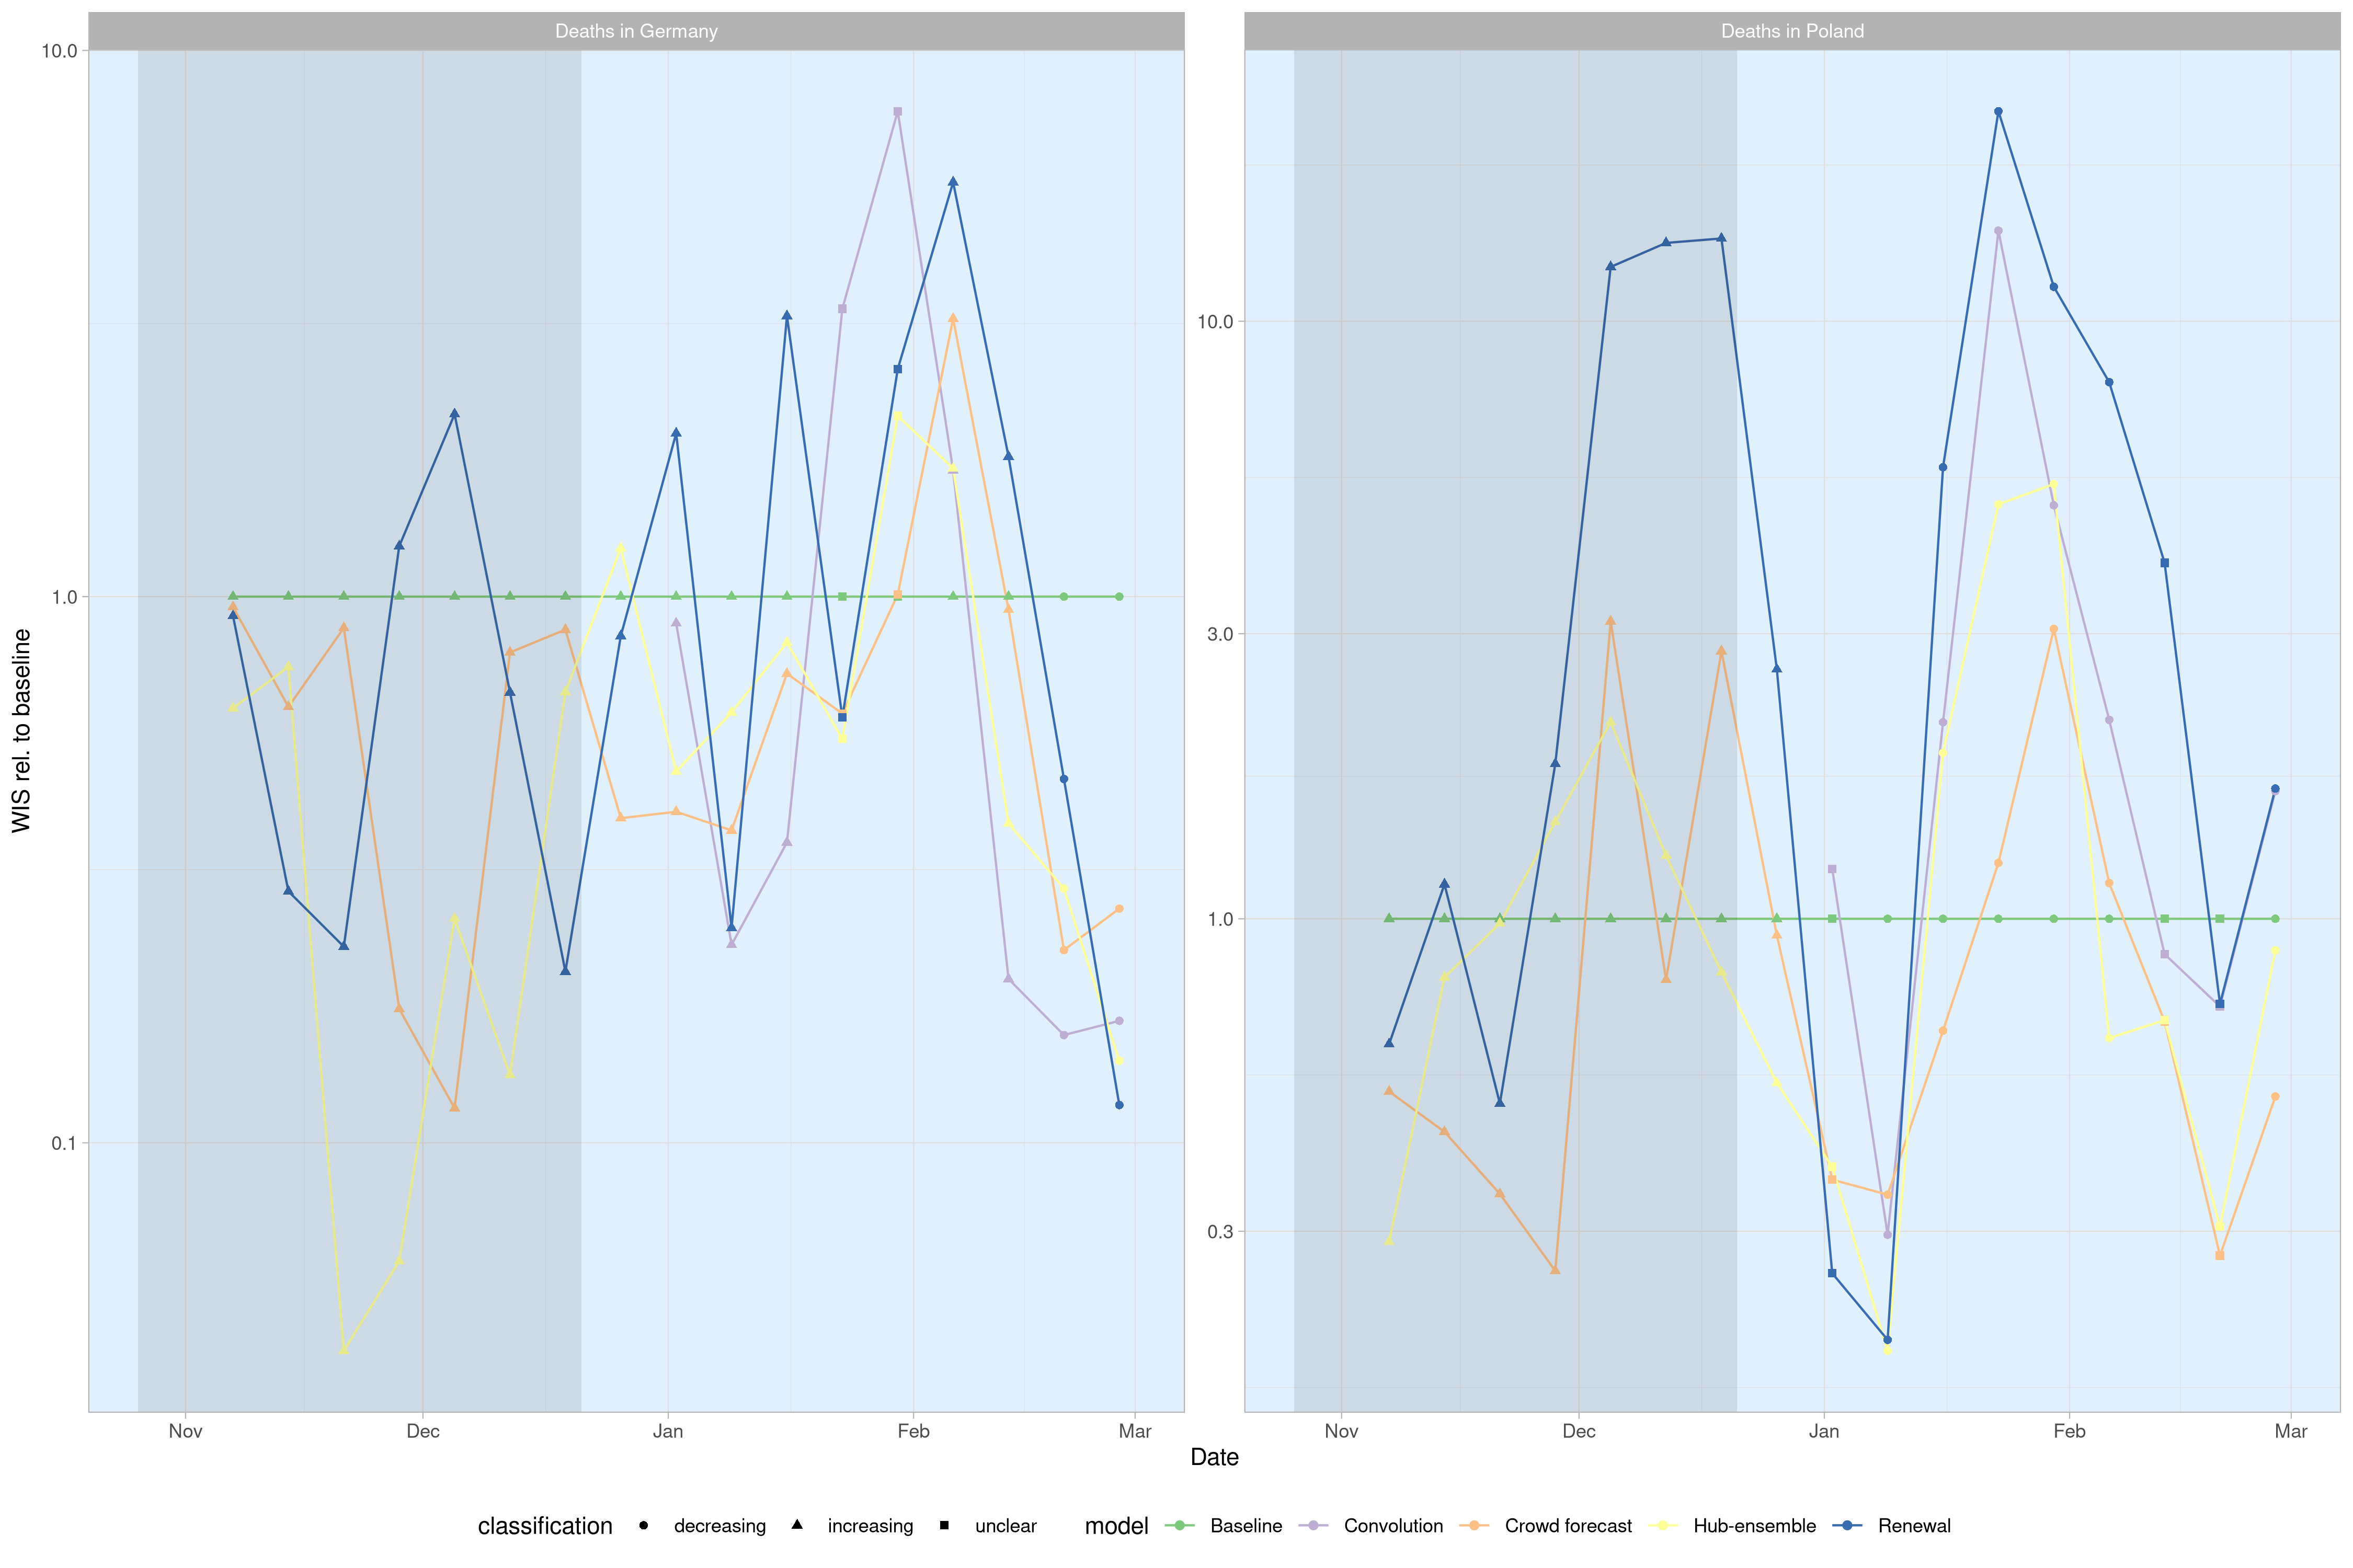 Deaths in Germany
Deaths in Poland
WIS rel. to baseline
10.0
1.0
0.1
10.0
3.0
1.0
0.3
Nov Dec Jan Feb Mar
Nov Dec Jan Feb Mar
Date
classification decreasing increasing unclear model Baseline Convolution Crowd forecast Hub-ensemble Renewal